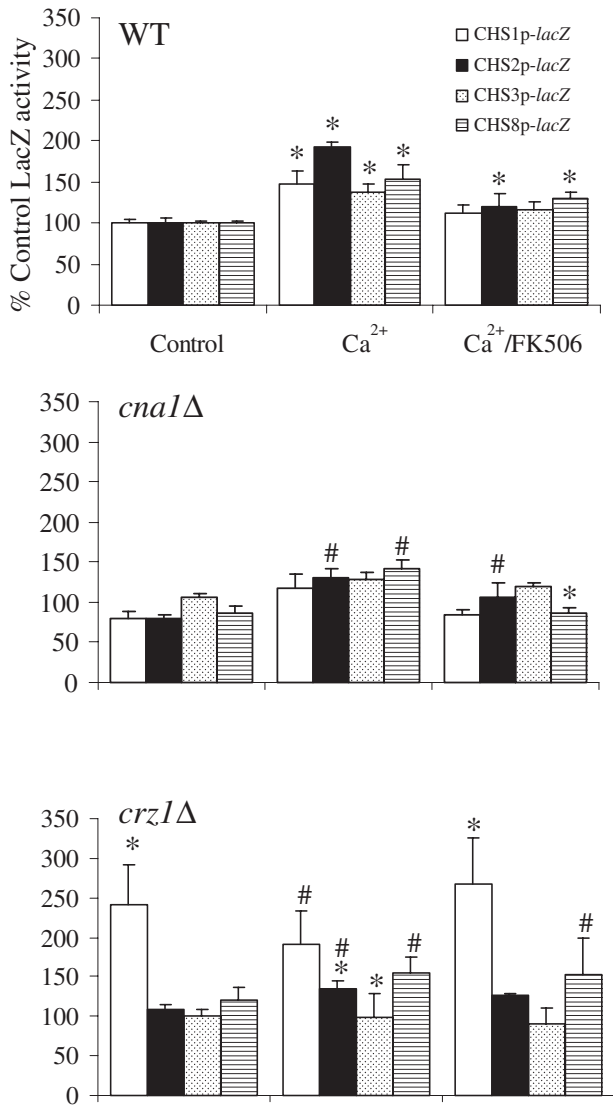 WT
% Control LacZ activity
350
300
250
200
150
100
50
0
CHS1p-lacZ
CHS2p-lacZ
CHS3p-lacZ
CHS8p-lacZ
* * * * * *
Control Ca²⁺ Ca²⁺/FK506
cna1Δ
350
300
250
200
150
100
50
0
# # # *
crz1Δ
350
300
250
200
150
100
50
0
* # # * * # * #